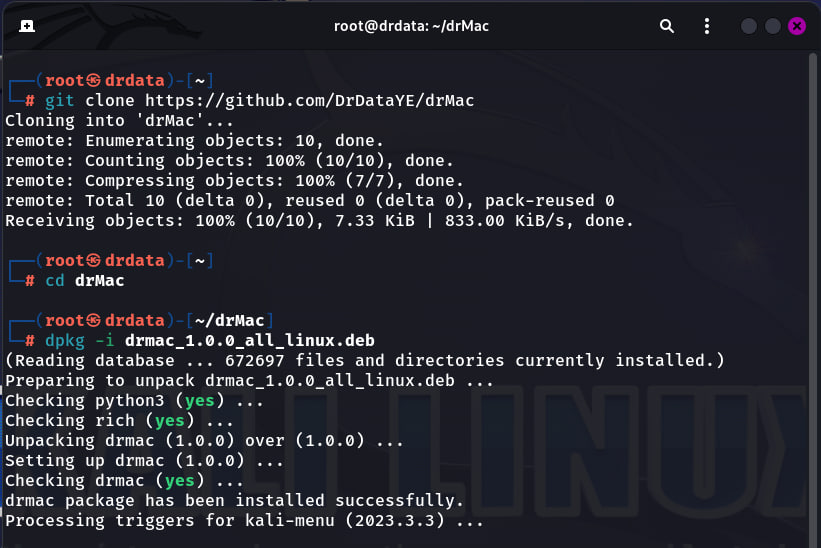 root@drdata: ~/drMac
┌──(root㉿drdata)-[~]
└─# git clone https://github.com/DrDataYE/drMac
Cloning into 'drMac'...
remote: Enumerating objects: 10, done.
remote: Counting objects: 100% (10/10), done.
remote: Compressing objects: 100% (7/7), done.
remote: Total 10 (delta 0), reused 0 (delta 0), pack-reused 0
Receiving objects: 100% (10/10), 7.33 KiB | 833.00 KiB/s, done.
┌──(root㉿drdata)-[~]
└─# cd drMac
┌──(root㉿drdata)-[~/drMac]
└─# dpkg -i drmac_1.0.0_all_linux.deb
(Reading database ... 672697 files and directories currently installed.)
Preparing to unpack drmac_1.0.0_all_linux.deb ...
Checking python3 (yes) ...
Checking rich (yes) ...
Unpacking drmac (1.0.0) over (1.0.0) ...
Setting up drmac (1.0.0) ...
Checking drmac (yes) ...
drmac package has been installed successfully.
Processing triggers for kali-menu (2023.3.3) ...
KALI LINUX